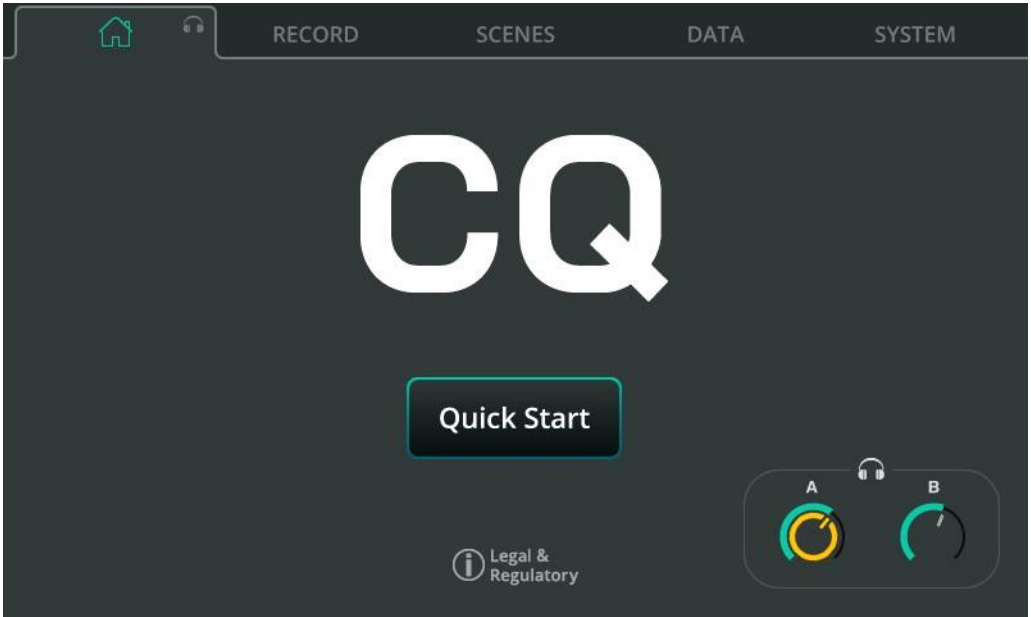 RECORD SCENES DATA SYSTEM
CQ
Quick Start
A B
Legal &
Regulatory